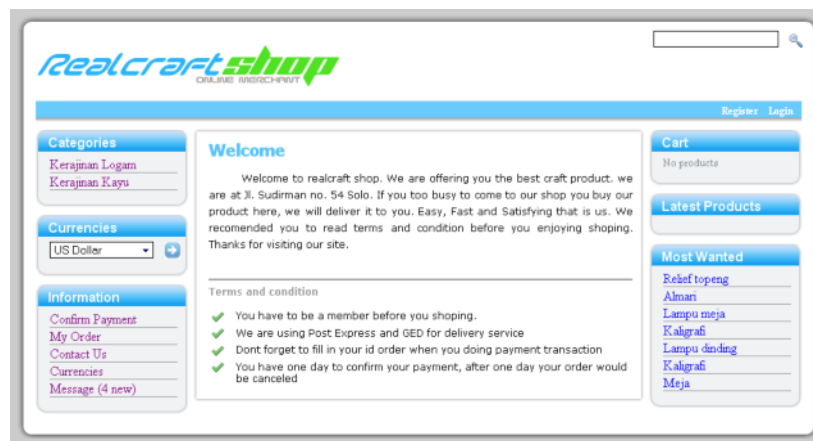 Realcraft shop
ONLINE MERCHANT
Register Login
Categories
Kerajinan Logam
Kerajinan Kayu
Currencies
US Dollar
Information
Confirm Payment
My Order
Contact Us
Currencies
Message (4 new)
Welcome
Welcome to realcraft shop. We are offering you the best craft product. we
are at Jl. Sudirman no. 54 Solo. If you too busy to come to our shop you buy our
product here, we will deliver it to you. Easy, Fast and Satisfying that is us. We
recomended you to read terms and condition before you enjoying shoping.
Thanks for visiting our site.
Terms and condition
You have to be a member before you shoping.
We are using Post Express and GED for delivery service
Dont forget to fill in your id order when you doing payment transaction
You have one day to confirm your payment, after one day your order would
be canceled
Cart
No products
Latest Products
Most Wanted
Relief topeng
Almari
Lampu meja
Kaligrafi
Lampu dinding
Kaligrafi
Meja